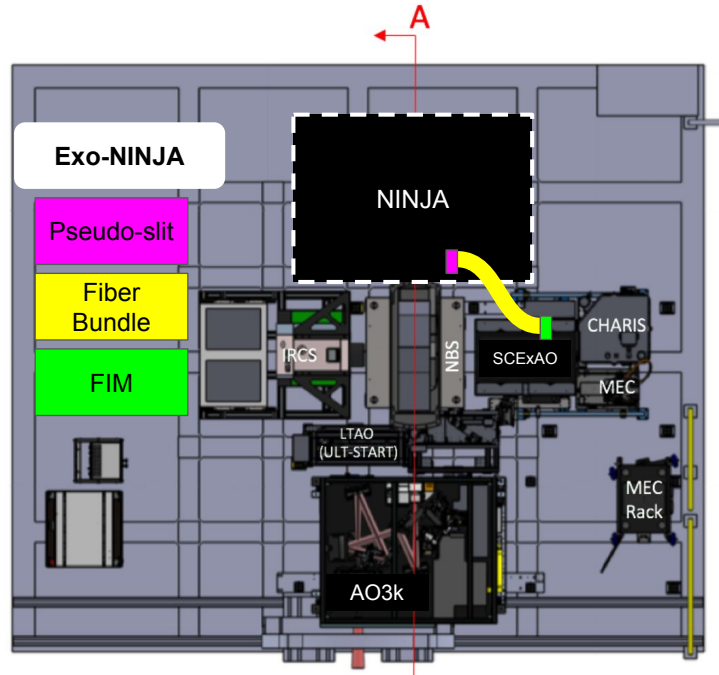 A
Exo-NINJA
NINJA
Pseudo-slit
Fiber
Bundle
FIM
IRCS
NBS
SCExAO
CHARIS
MEC
LTAO
(ULT-START)
MEC
Rack
AO3k